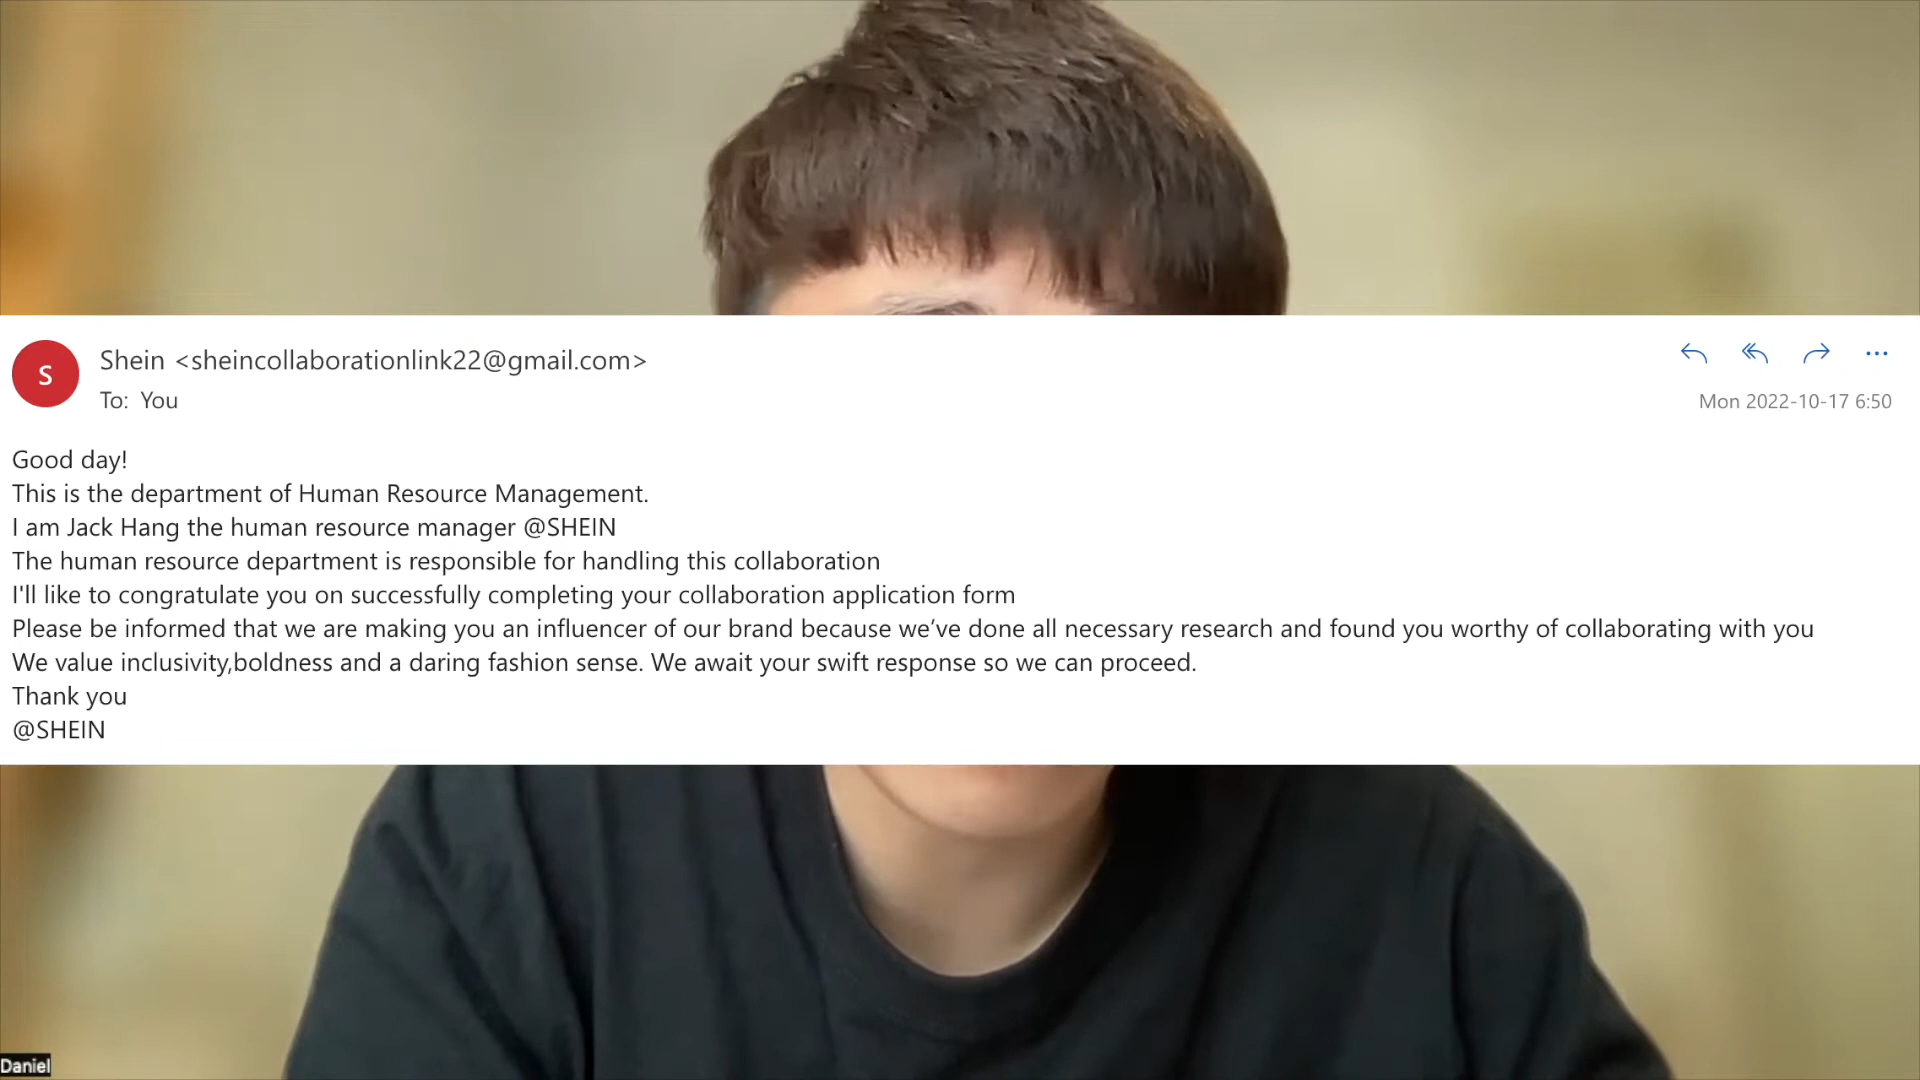 S
Shein <sheincollaborationlink22@gmail.com>
To: You
Mon 2022-10-17 6:50
Good day!
This is the department of Human Resource Management.
I am Jack Hang the human resource manager @SHEIN
The human resource department is responsible for handling this collaboration
I'll like to congratulate you on successfully completing your collaboration application form
Please be informed that we are making you an influencer of our brand because we’ve done all necessary research and found you worthy of collaborating with you
We value inclusivity,boldness and a daring fashion sense. We await your swift response so we can proceed.
Thank you
@SHEIN
Daniel